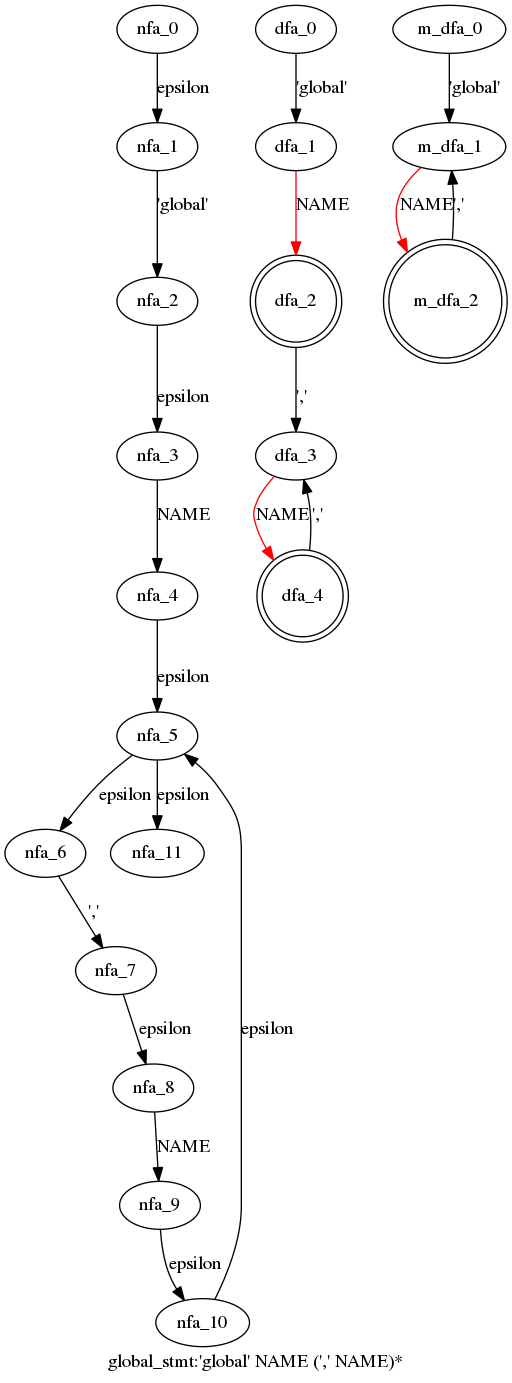 nfa_0 dfa_0 m_dfa_0
epsilon 'global' 'global'
nfa_1 dfa_1 m_dfa_1
'global' NAME NAME ','
nfa_2 dfa_2 m_dfa_2
epsilon ','
nfa_3 dfa_3
NAME NAME ','
nfa_4 dfa_4
epsilon
nfa_5
epsilon epsilon
nfa_6 nfa_11
','
nfa_7
epsilon
epsilon
nfa_8
NAME
nfa_9
epsilon
nfa_10
global_stmt:'global' NAME (',' NAME)*